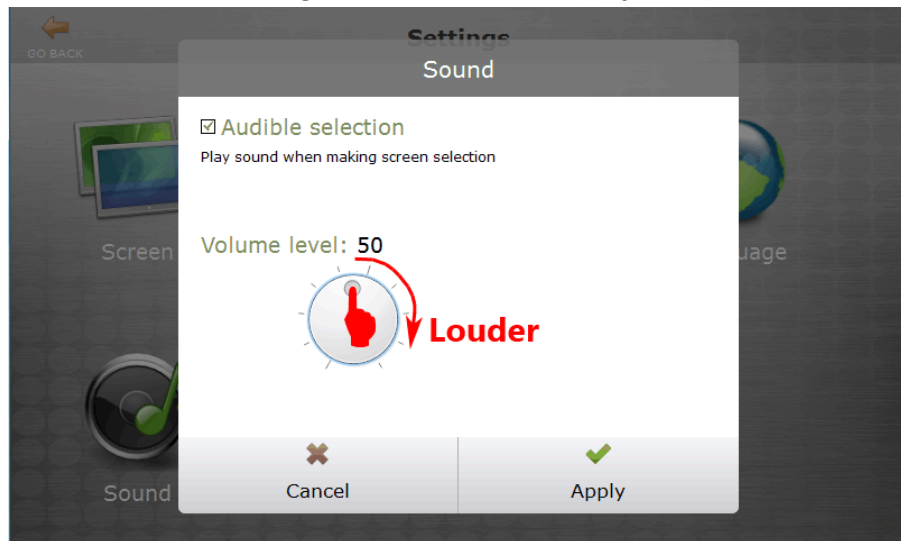 Settings
GO BACK
Sound
Audible selection
Play sound when making screen selection
Volume level: 50
Louder
Screen
uage
Sound
Cancel
Apply